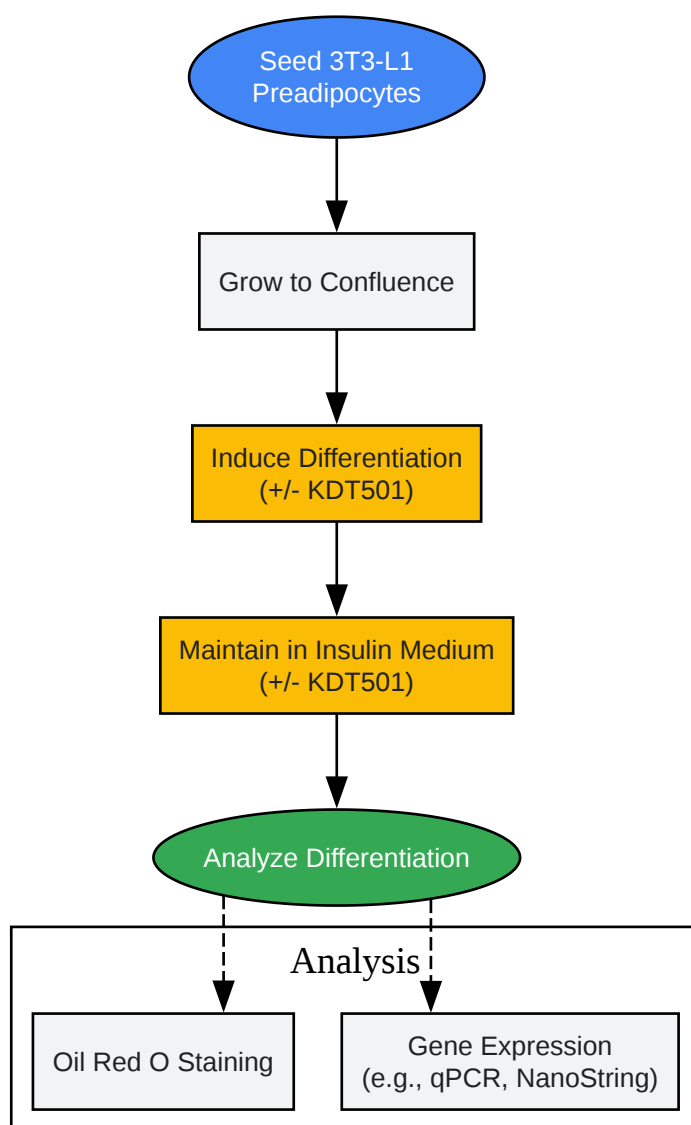 Seed 3T3-L1
Preadipocytes
Grow to Confluence
Induce Differentiation
(+/- KDT501)
Maintain in Insulin Medium
(+/- KDT501)
Analyze Differentiation
Analysis
Oil Red O Staining
Gene Expression
(e.g., qPCR, NanoString)